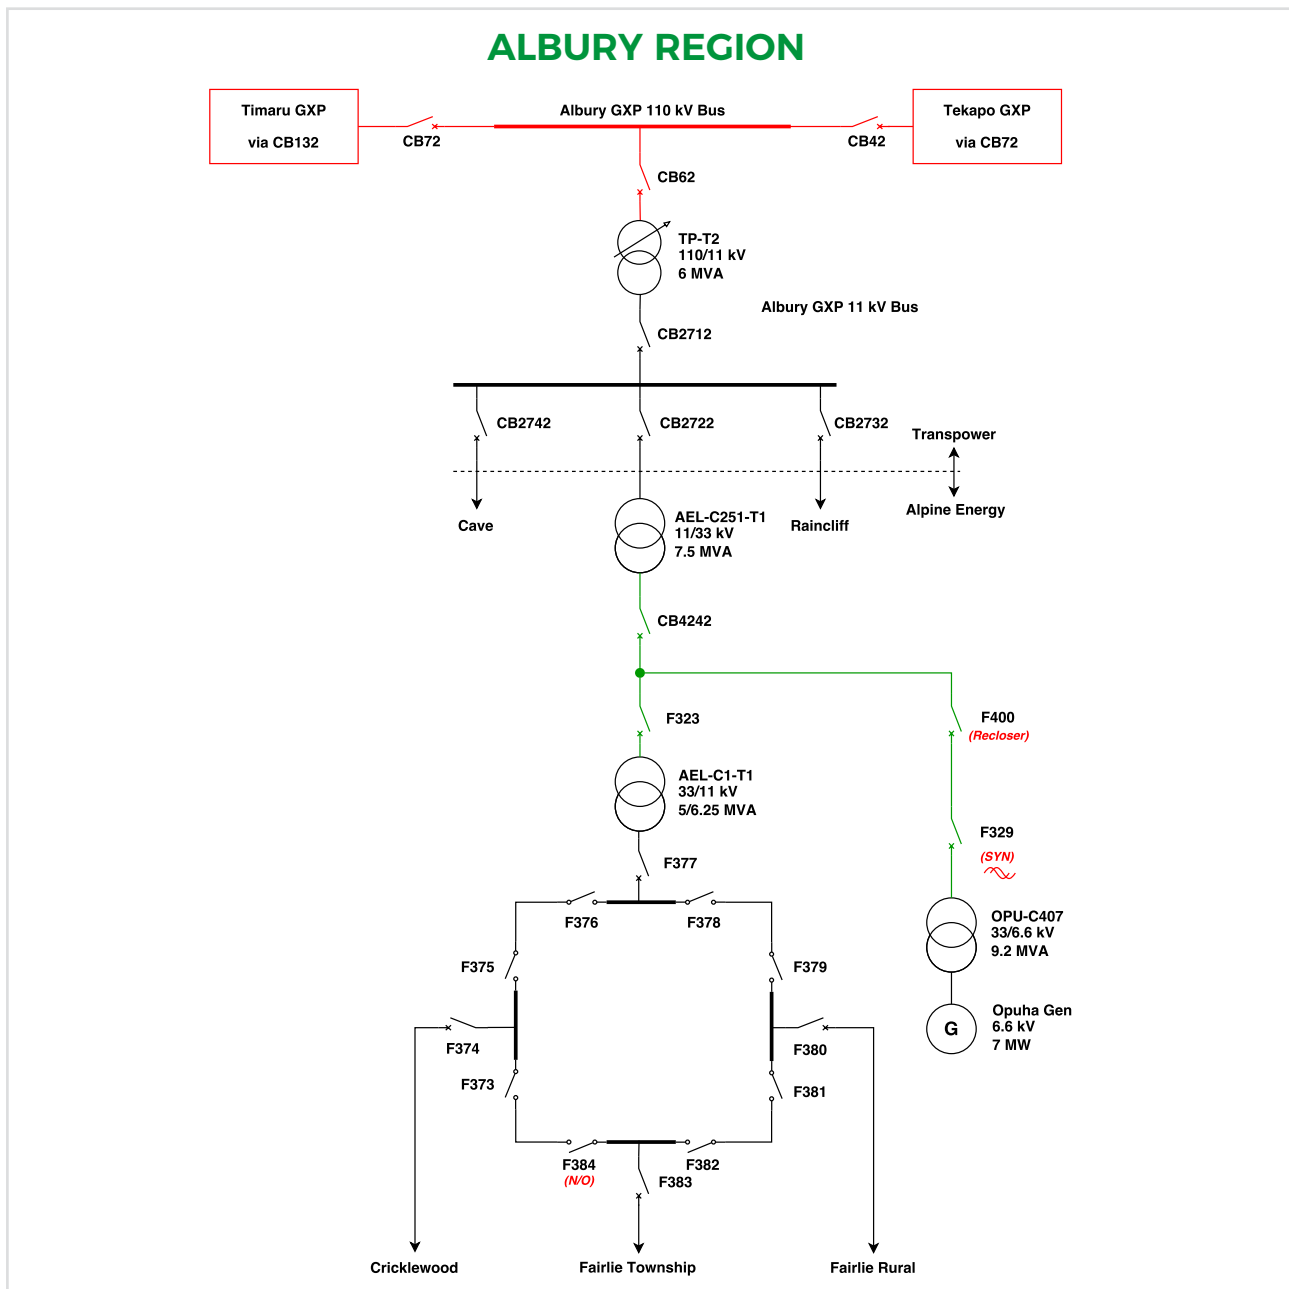 ALBURY REGION
Timaru GXP
via CB132
Albury GXP 110 kV Bus
Tekapo GXP
via CB72
CB72
CB42
CB62
TP-T2
110/11 kV
6 MVA
Albury GXP 11 kV Bus
CB2712
CB2742
CB2722
CB2732
Transpower
Alpine Energy
Cave
AEL-C251-T1
11/33 kV
7.5 MVA
Raincliff
CB4242
F323
F400
(Recloser)
AEL-C1-T1
33/11 kV
5/6.25 MVA
F329
(SYN)
F377
F376
F378
OPU-C407
33/6.6 kV
9.2 MVA
F375
F379
Opuha Gen
6.6 kV
7 MW
G
F374
F380
F373
F381
F384
(N/O)
F382
F383
Cricklewood
Fairlie Township
Fairlie Rural